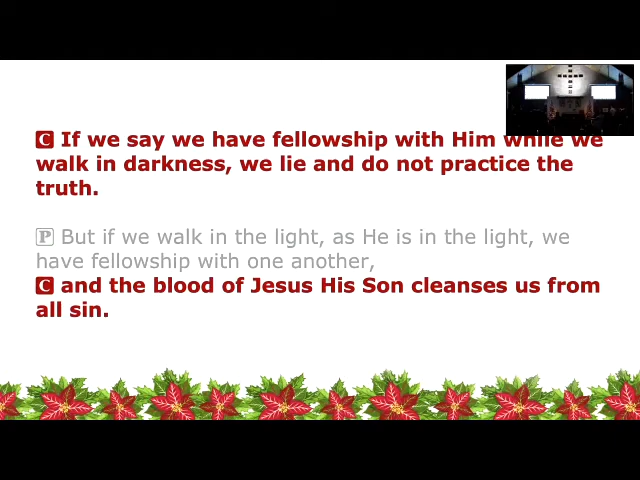 C If we say we have fellowship with Him while we
walk in darkness, we lie and do not practice the
truth.
P But if we walk in the light, as He is in the light, we
have fellowship with one another,
C and the blood of Jesus His Son cleanses us from
all sin.